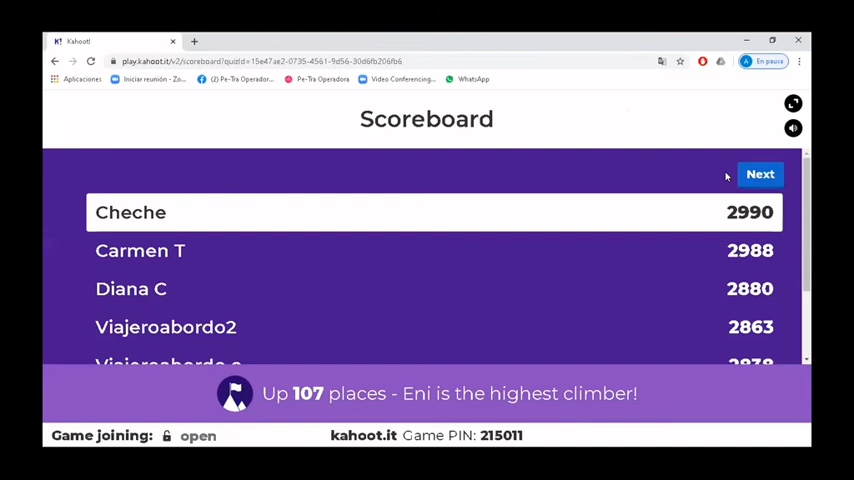 Kahoot!
play.kahoot.it/v2/scoreboard?quizId=15e47ae2-0735-4561-9d56-30d6fb206fb6
En pausa
Aplicaciones
Iniciar reunión - Zo...
(2) Pe-Tra Operador...
Pe-Tra Operadora
Video Conferencing...
WhatsApp
Scoreboard
Next
Cheche 2990
Carmen T 2988
Diana C 2880
Viajeroabordo2 2863
Up 107 places - Eni is the highest climber!
Game joining: open
kahoot.it Game PIN: 215011